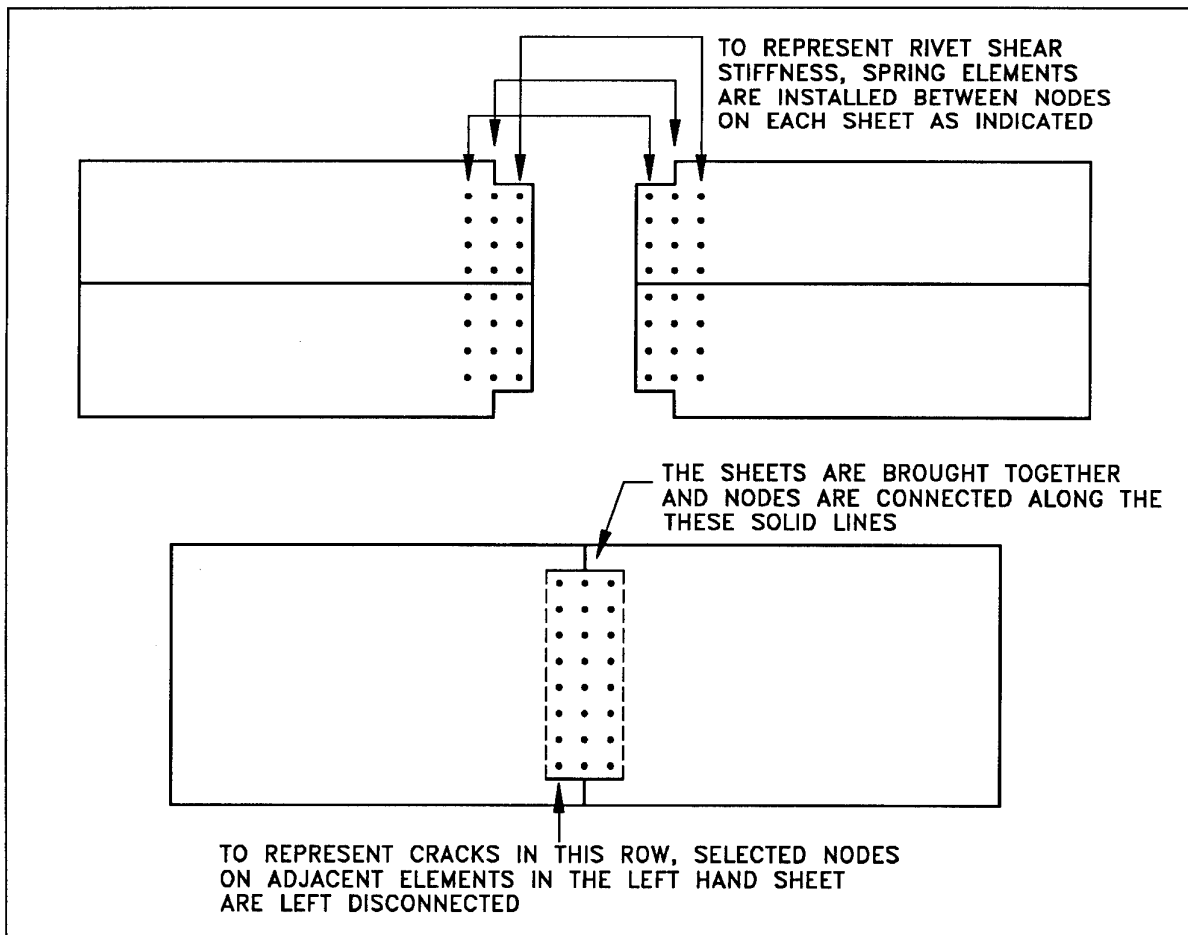 TO REPRESENT RIVET SHEAR
STIFFNESS, SPRING ELEMENTS
ARE INSTALLED BETWEEN NODES
ON EACH SHEET AS INDICATED
THE SHEETS ARE BROUGHT TOGETHER
AND NODES ARE CONNECTED ALONG THE
THESE SOLID LINES
TO REPRESENT CRACKS IN THIS ROW, SELECTED NODES
ON ADJACENT ELEMENTS IN THE LEFT HAND SHEET
ARE LEFT DISCONNECTED